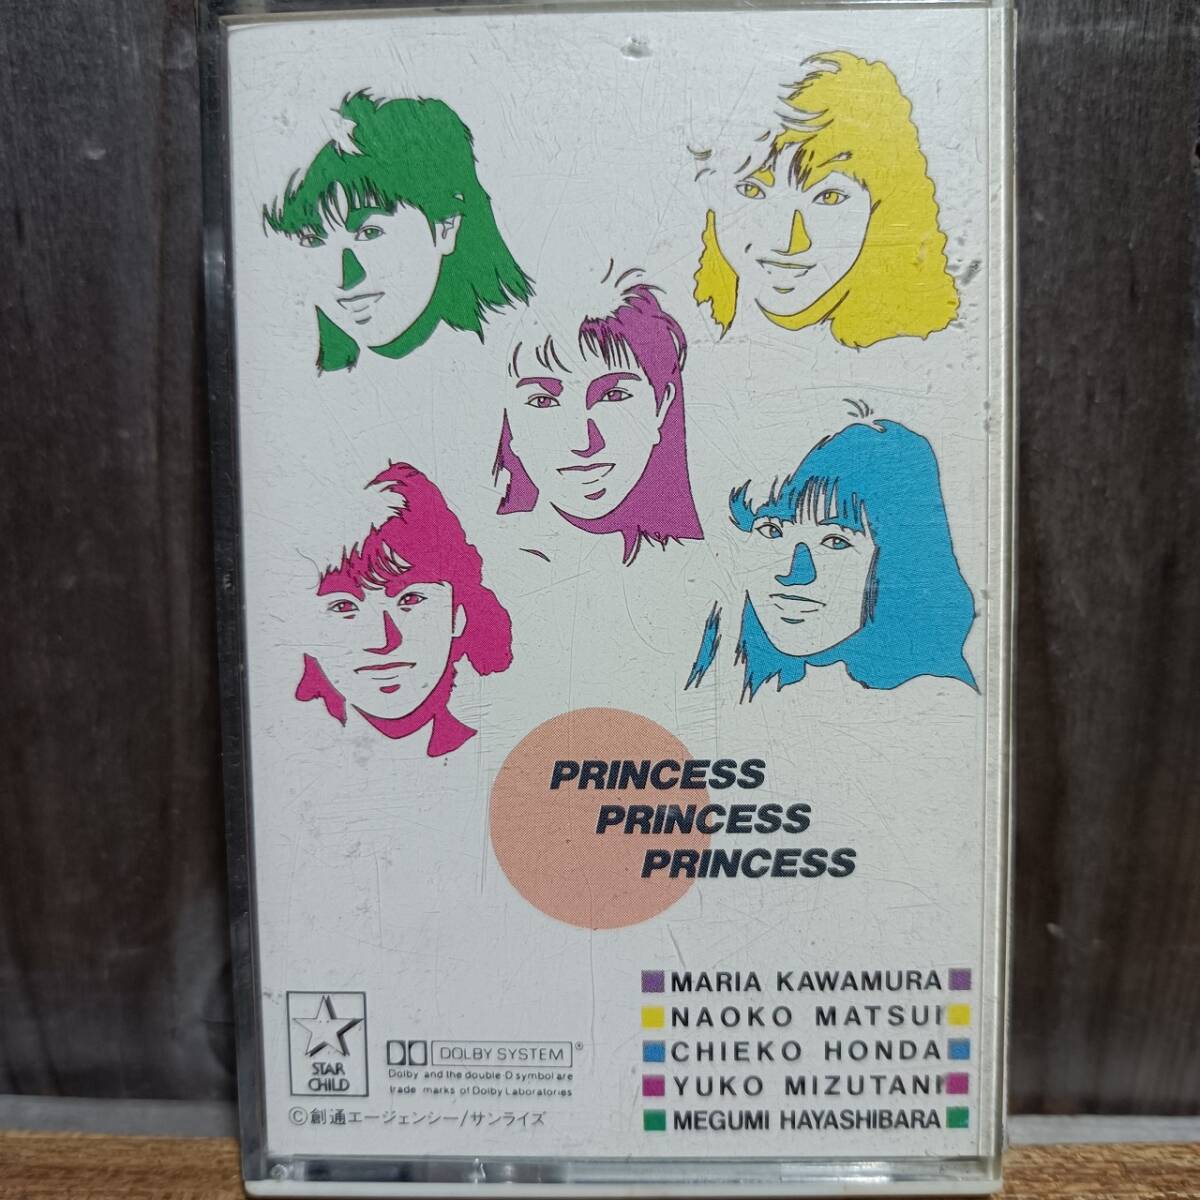 PRINCESS
PRINCESS
PRINCESS
MARIA KAWAMURA
NAOKO MATSUI
CHIEKO HONDA
YUKO MIZUTANI
MEGUMI HAYASHIBARA
STAR
CHILD
DOLBY SYSTEM®
Dolby and the double-D symbol are
trade marks of Dolby Laboratories
©創通エージェンシー/サンライズ